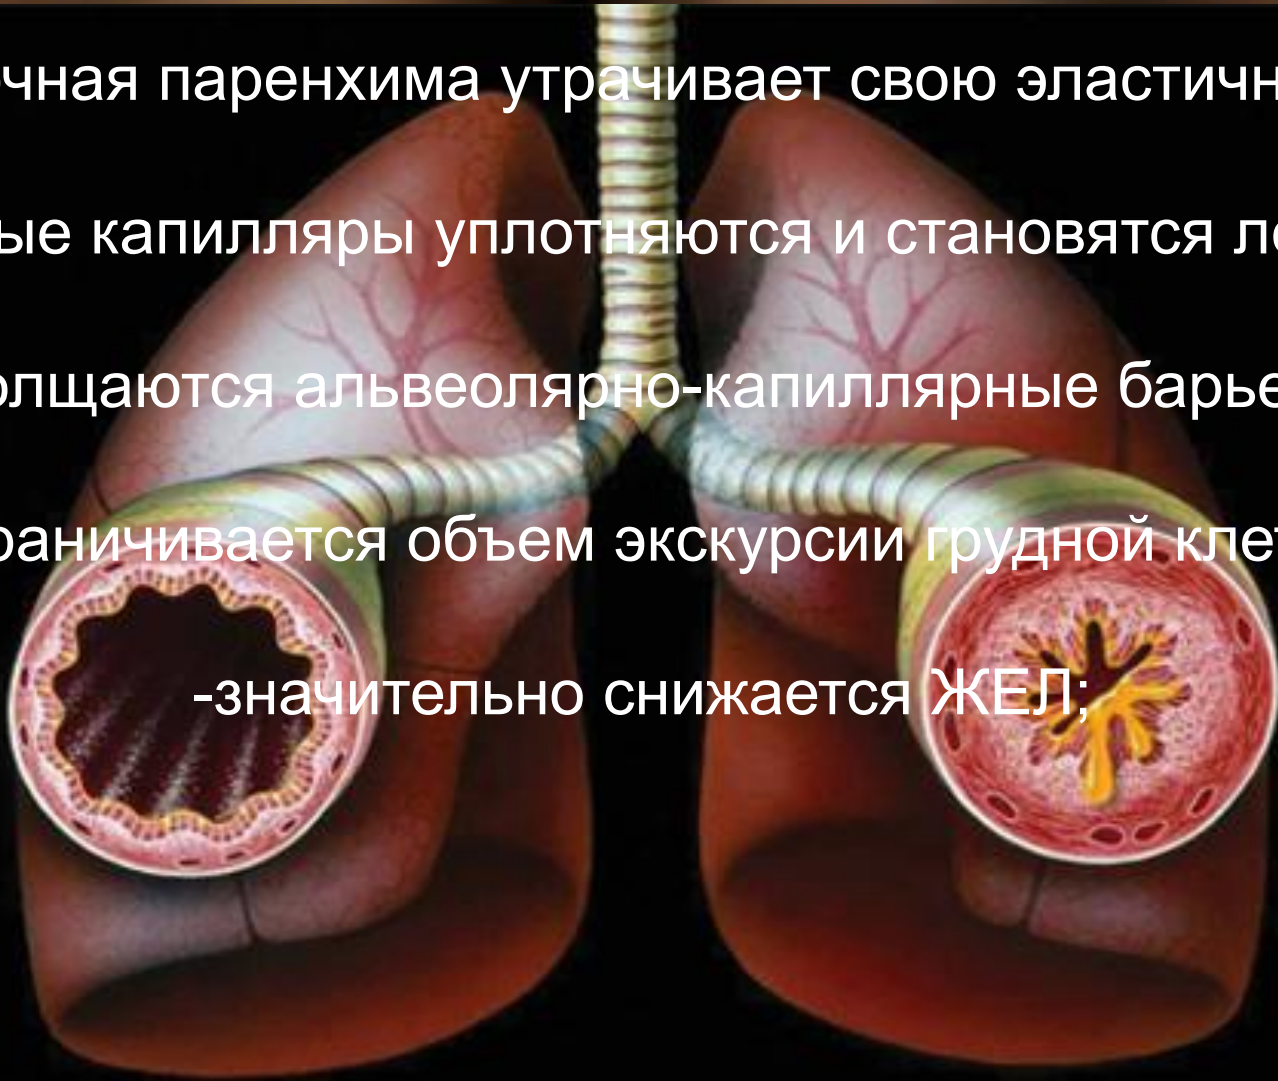 чная паренхима утрачивает свою эластичн
ые капилляры уплотняются и становятся л
олщаются альвеолярно-капиллярные барье
раничивается объем экскурсии грудной кле
-значительно снижается ЖЕЛ;